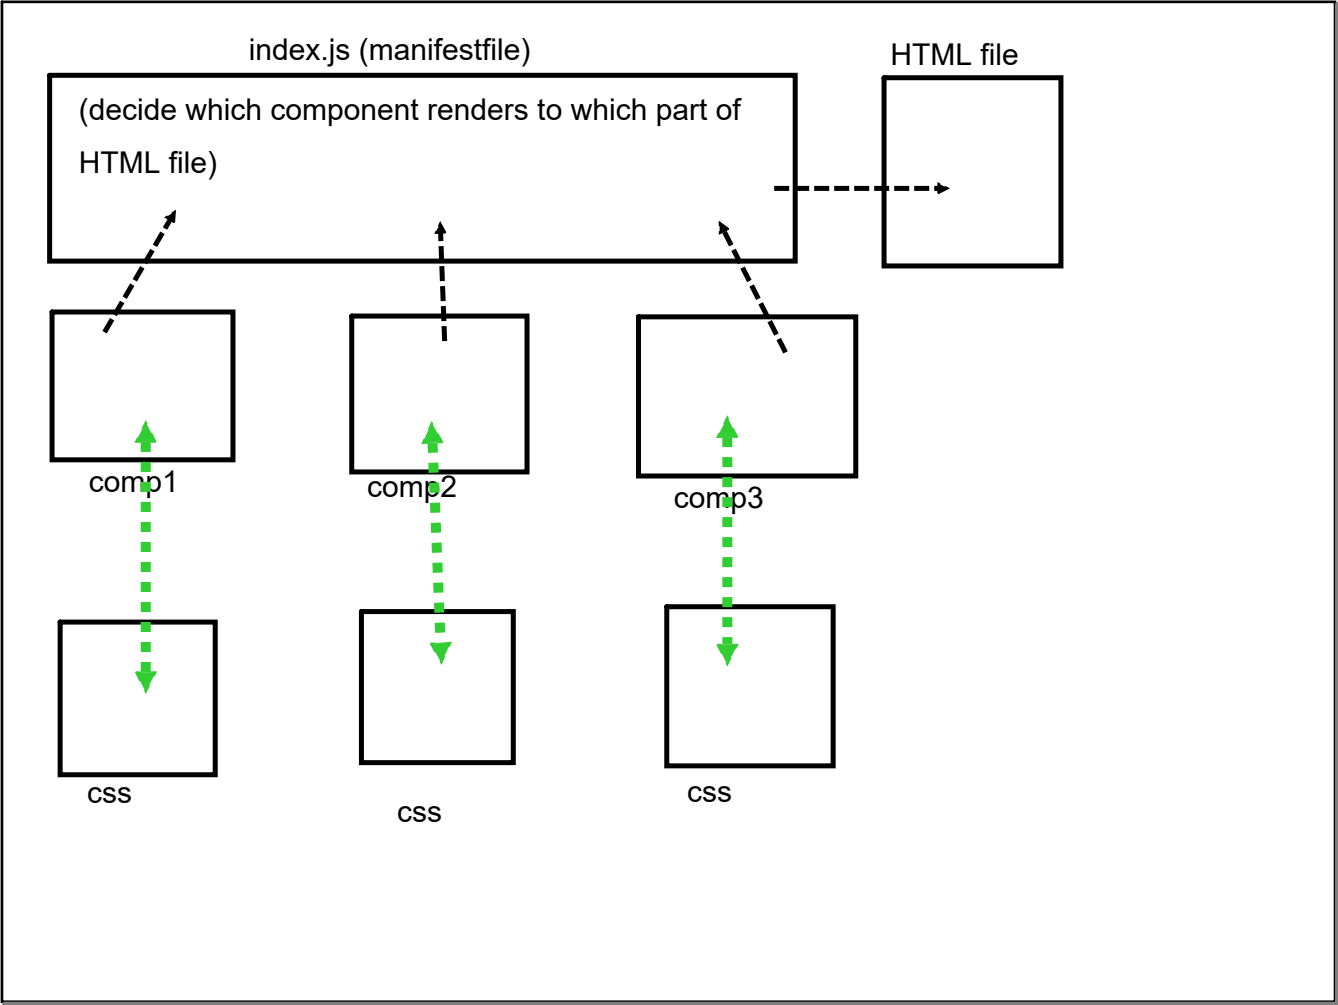 index.js (manifestfile)
HTML file
(decide which component renders to which part of
HTML file)
comp1
comp2
comp3
css
css
css